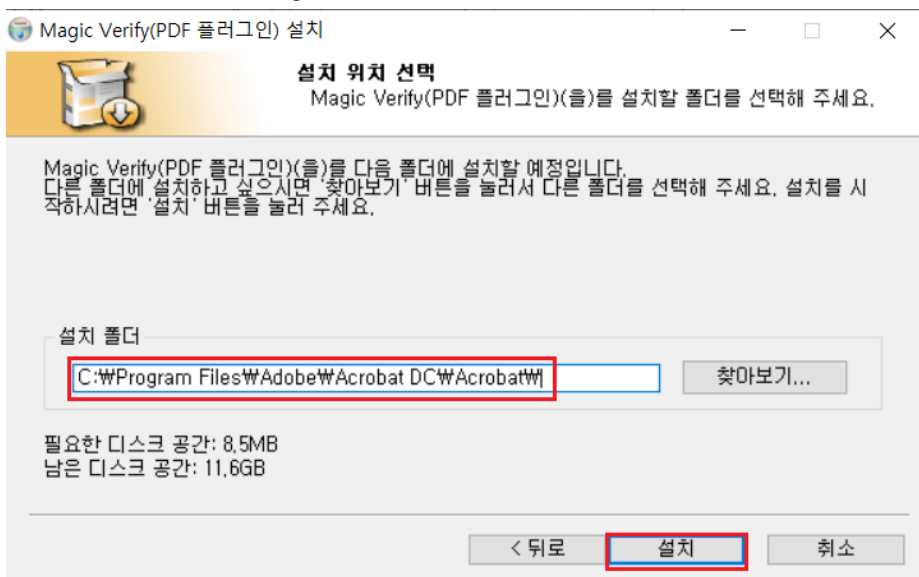 Magic Verify(PDF 플러그인) 설치
설치 위치 선택
Magic Verify(PDF 플러그인)(을)를 설치할 폴더를 선택해 주세요.
Magic Verify(PDF 플러그인)(을)를 다음 폴더에 설치할 예정입니다.
다른 폴더에 설치하고 싶으시면 '찾아보기' 버튼을 눌러서 다른 폴더를 선택해 주세요. 설치를 시
작하시려면 '설치' 버튼을 눌러 주세요.
설치 폴더
C:₩Program Files₩Adobe₩Acrobat DC₩Acrobat₩
찾아보기...
필요한 디스크 공간: 8.5MB
남은 디스크 공간: 11.6GB
< 뒤로
설치
취소